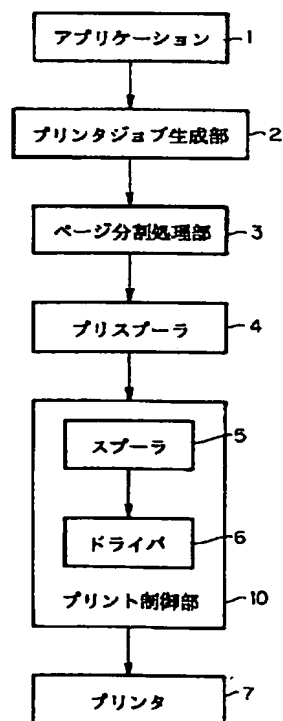 アプリケーション 1
プリンタジョブ生成部 2
ページ分割処理部 3
プリスプーラ 4
スプーラ 5
ドライバ 6
プリント制御部 10
プリンタ 7